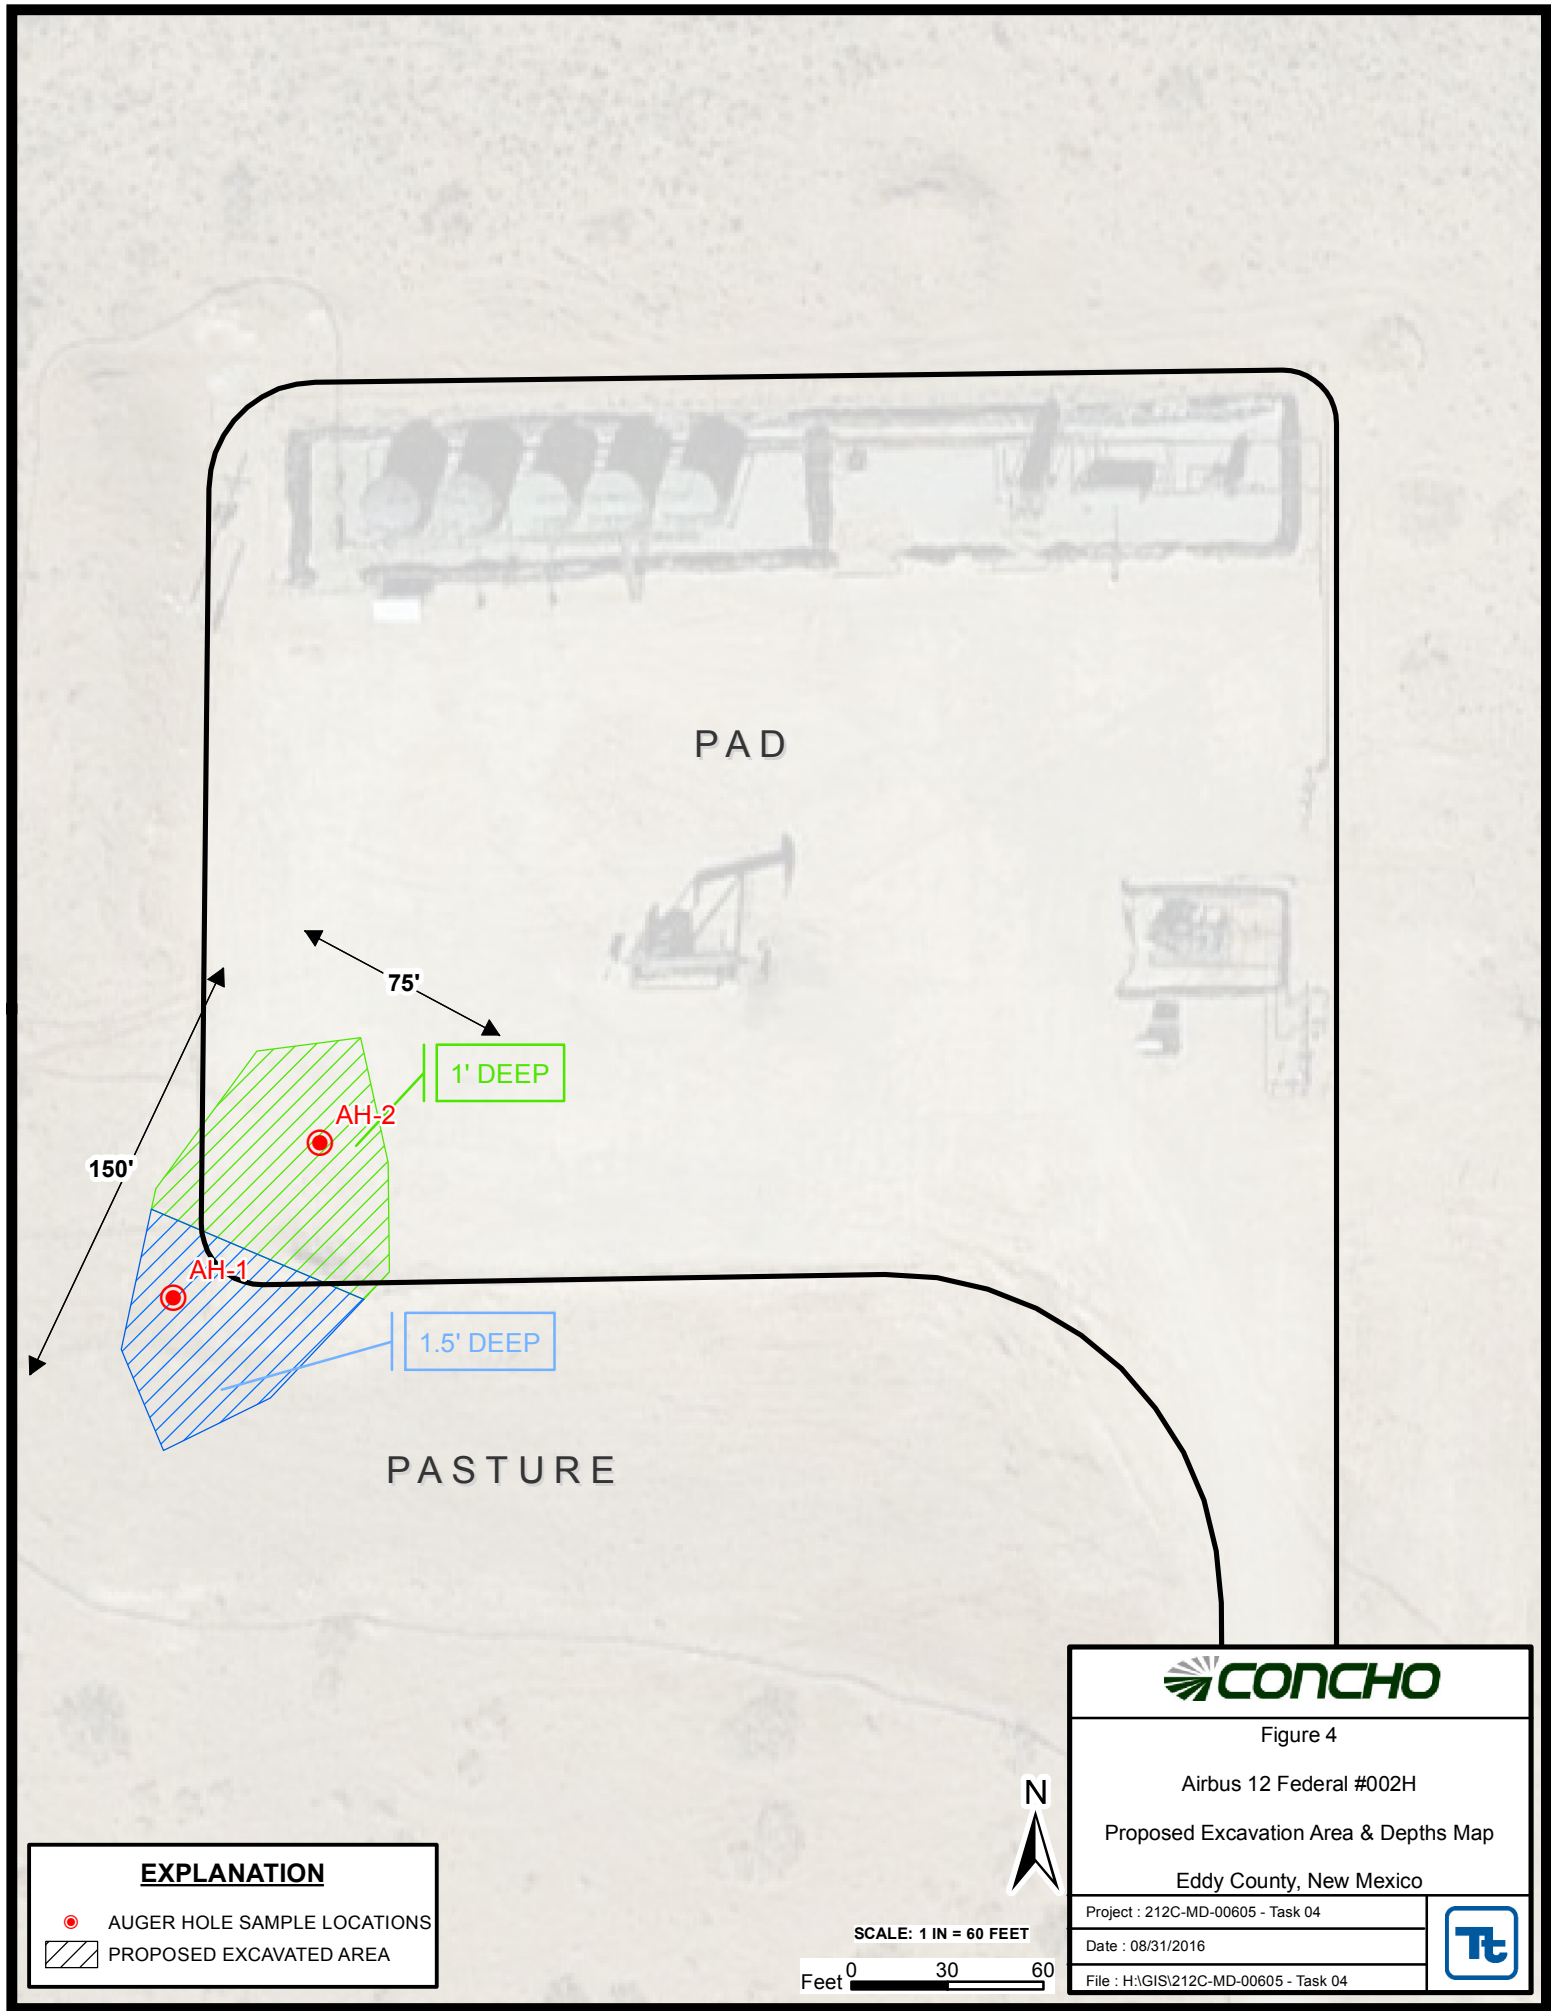 PAD
75'
1' DEEP
AH-2
150'
AH-1
1.5' DEEP
PASTURE
CONCHO
Figure 4
Airbus 12 Federal #002H
Proposed Excavation Area & Depths Map
Eddy County, New Mexico
Project : 212C-MD-00605 - Task 04
Date : 08/31/2016
File : H:\GIS\212C-MD-00605 - Task 04
Tt
N
SCALE: 1 IN = 60 FEET
Feet 0 30 60
EXPLANATION
AUGER HOLE SAMPLE LOCATIONS
PROPOSED EXCAVATED AREA